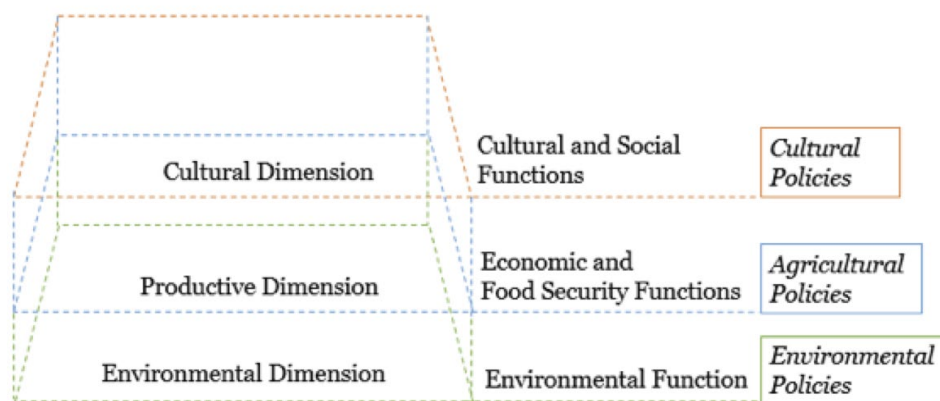 Cultural Dimension
Cultural and Social
Functions
Cultural
Policies
Productive Dimension
Economic and
Food Security Functions
Agricultural
Policies
Environmental Dimension
Environmental Function
Environmental
Policies